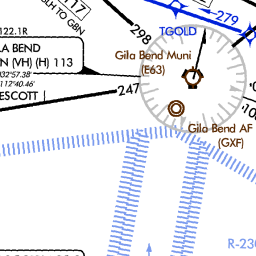 122.1R
117
BLH TO GBN
298
279
TGOLD
LA BEND
N (VH) (H) 113
°32'57.38
112°40.46
ESCOTT
247
Gila Bend Muni
(E63)
Gila Bend AF
(GXF)
R-230